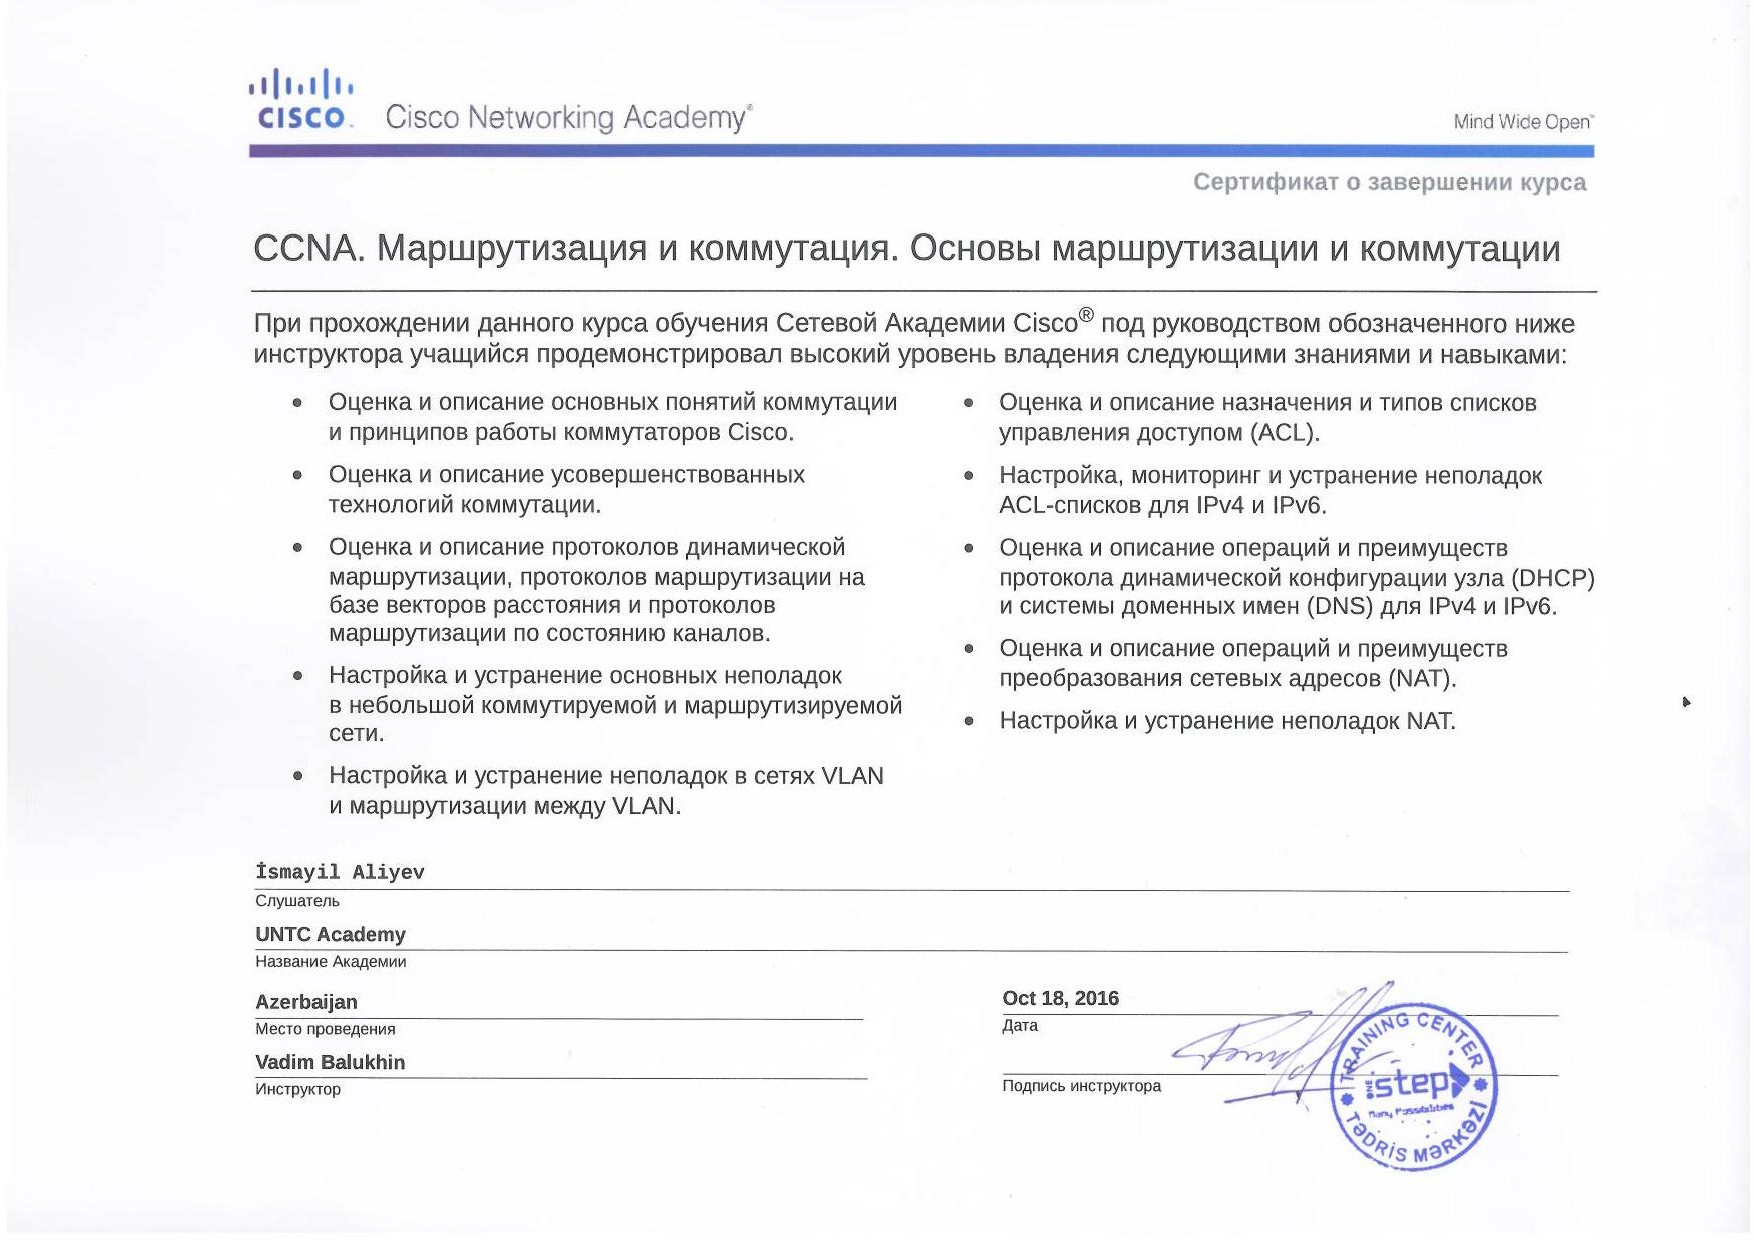 CISCO. Cisco Networking Academy®
Mind Wide Open™
Сертификат о завершении курса
CCNA. Маршрутизация и коммутация. Основы маршрутизации и коммутации
При прохождении данного курса обучения Сетевой Академии Cisco® под руководством обозначенного ниже
инструктора учащийся продемонстрировал высокий уровень владения следующими знаниями и навыками:
• Оценка и описание основных понятий коммутации
и принципов работы коммутаторов Cisco.
• Оценка и описание усовершенствованных
технологий коммутации.
• Оценка и описание протоколов динамической
маршрутизации, протоколов маршрутизации на
базе векторов расстояния и протоколов
маршрутизации по состоянию каналов.
• Настройка и устранение основных неполадок
в небольшой коммутируемой и маршрутизируемой
сети.
• Настройка и устранение неполадок в сетях VLAN
и маршрутизации между VLAN.
• Оценка и описание назначения и типов списков
управления доступом (ACL).
• Настройка, мониторинг и устранение неполадок
ACL-списков для IPv4 и IPv6.
• Оценка и описание операций и преимуществ
протокола динамической конфигурации узла (DHCP)
и системы доменных имен (DNS) для IPv4 и IPv6.
• Оценка и описание операций и преимуществ
преобразования сетевых адресов (NAT).
• Настройка и устранение неполадок NAT.
İsmayil Aliyev
Слушатель
UNTC Academy
Название Академии
Azerbaijan
Место проведения
Vadim Balukhin
Инструктор
Oct 18, 2016
Дата
Подпись инструктора
TRAINING CENTER
ONE step
Many Possibilities
TƏDRİS MƏRKƏZİ